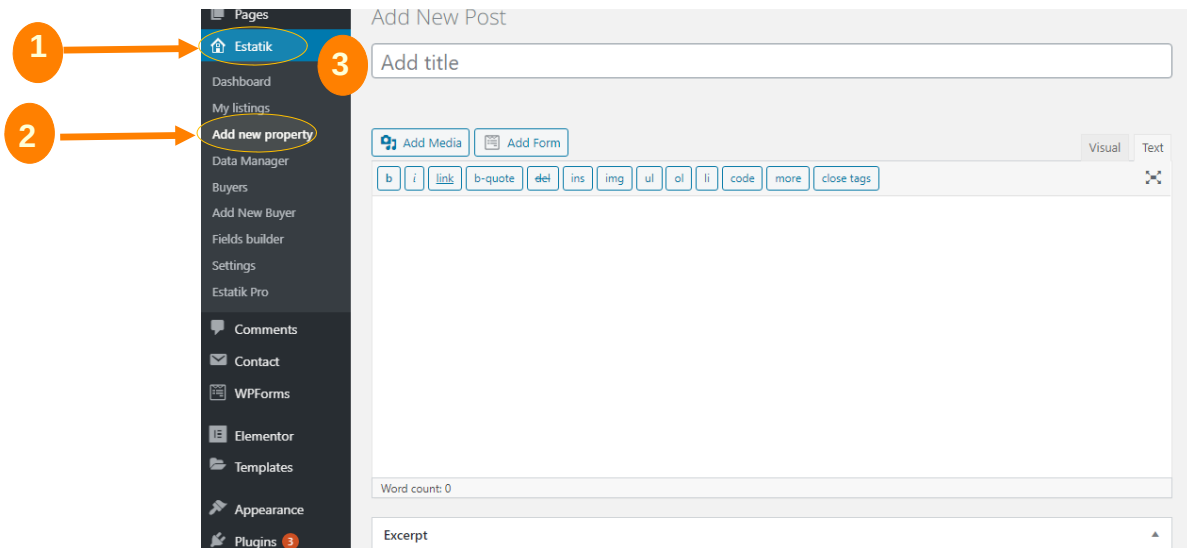 1
2
3
Pages
Estatik
Dashboard
My listings
Add new property
Data Manager
Buyers
Add New Buyer
Fields builder
Settings
Estatik Pro
Comments
Contact
WPForms
Elementor
Templates
Appearance
Plugins 3
Add New Post
Add title
Add Media Add Form
Visual Text
b i link b-quote del ins img ul ol li code more close tags
Word count: 0
Excerpt